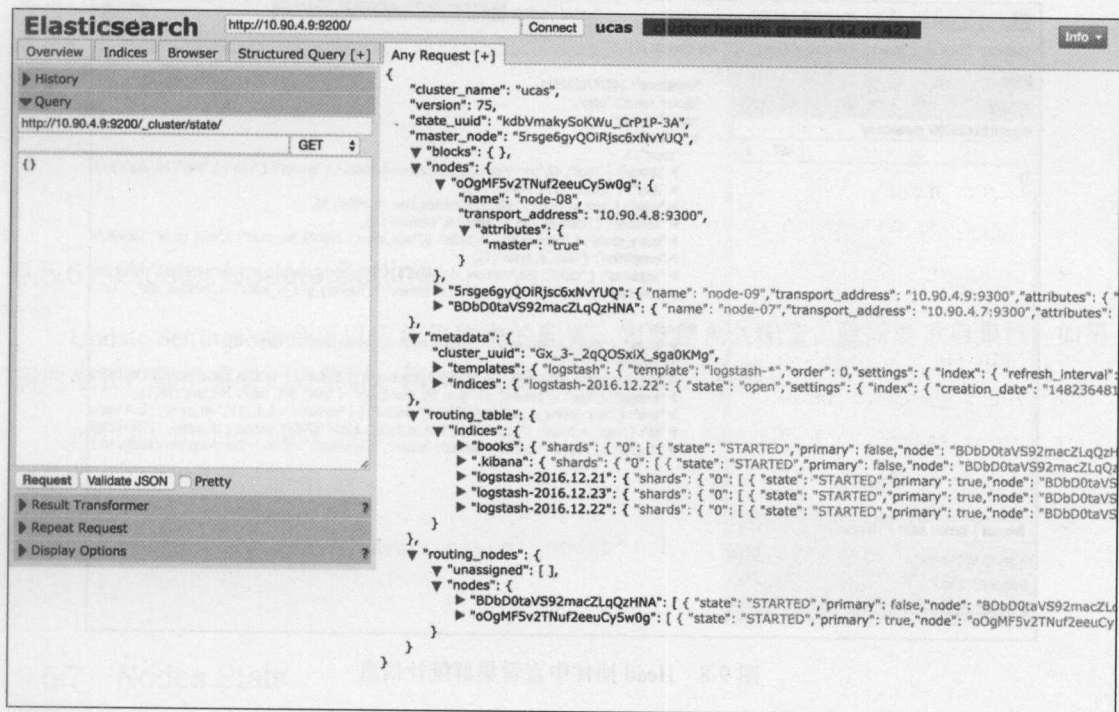 Elasticsearch http://10.90.4.9:9200/ Connect ucas cluster health: green (42 of 42) Info
Overview Indices Browser Structured Query [+] Any Request [+]
History
Query
http://10.90.4.9:9200/_cluster/state/
GET
{}
Request Validate JSON Pretty
Result Transformer ?
Repeat Request
Display Options ?
{
"cluster_name": "ucas",
"version": 75,
"state_uuid": "kdbVmakySoKWu_CrP1P-3A",
"master_node": "5rsge6gyQOiRjsc6xNvYUQ",
"blocks": { },
"nodes": {
"oOgMF5v2TNuf2eeuCy5w0g": {
"name": "node-08",
"transport_address": "10.90.4.8:9300",
"attributes": {
"master": "true"
}
},
"5rsge6gyQOiRjsc6xNvYUQ": { "name": "node-09","transport_address": "10.90.4.9:9300","attributes": { "
"BDbD0taVS92macZLqQzHNA": { "name": "node-07","transport_address": "10.90.4.7:9300","attributes":
},
"metadata": {
"cluster_uuid": "Gx_3-_2qQOSxiX_sga0KMg",
"templates": { "logstash": { "template": "logstash-*","order": 0,"settings": { "index": { "refresh_interval":
"indices": { "logstash-2016.12.22": { "state": "open","settings": { "index": { "creation_date": "148236481
},
"routing_table": {
"indices": {
"books": { "shards": { "0": [ { "state": "STARTED","primary": false,"node": "BDbD0taVS92macZLqQzH
".kibana": { "shards": { "0": [ { "state": "STARTED","primary": false,"node": "BDbD0taVS92macZLqQz
"logstash-2016.12.21": { "shards": { "0": [ { "state": "STARTED","primary": true,"node": "BDbD0taVS
"logstash-2016.12.23": { "shards": { "0": [ { "state": "STARTED","primary": true,"node": "BDbD0taVS
"logstash-2016.12.22": { "shards": { "0": [ { "state": "STARTED","primary": true,"node": "BDbD0taVS
}
},
"routing_nodes": {
"unassigned": [ ],
"nodes": {
"BDbD0taVS92macZLqQzHNA": [ { "state": "STARTED","primary": false,"node": "BDbD0taVS92macZL
"oOgMF5v2TNuf2eeuCy5w0g": [ { "state": "STARTED","primary": true,"node": "oOgMF5v2TNuf2eeuCy
}
}
}